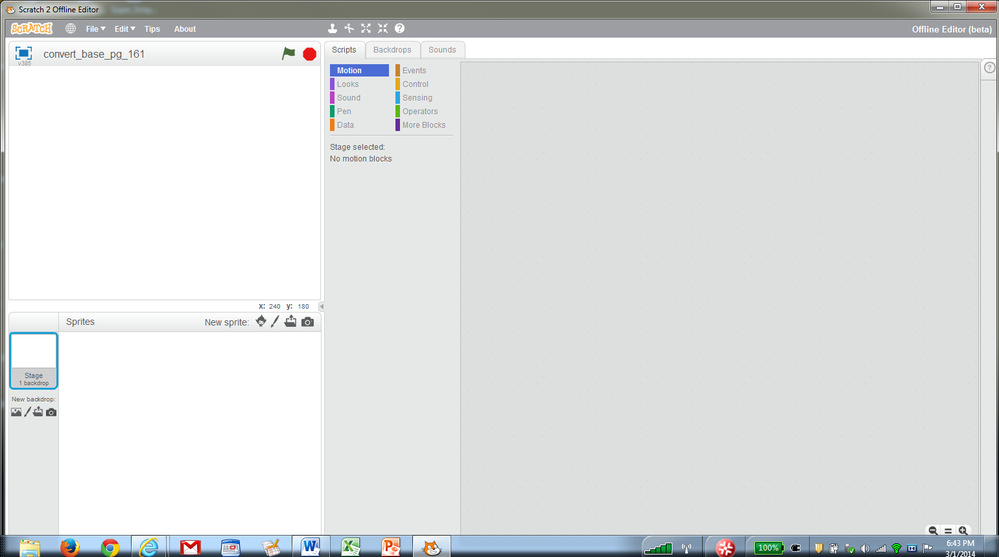 Scratch 2 Offline Editor
SCRATCH File Edit Tips About Offline Editor (beta)
v385 convert_base_pg_161
Scripts Backdrops Sounds
Motion Events
Looks Control
Sound Sensing
Pen Operators
Data More Blocks
Stage selected:
No motion blocks
x: 240 y: 180
Sprites New sprite:
Stage
1 backdrop
New backdrop:
100%
6:43 PM
3/1/2014